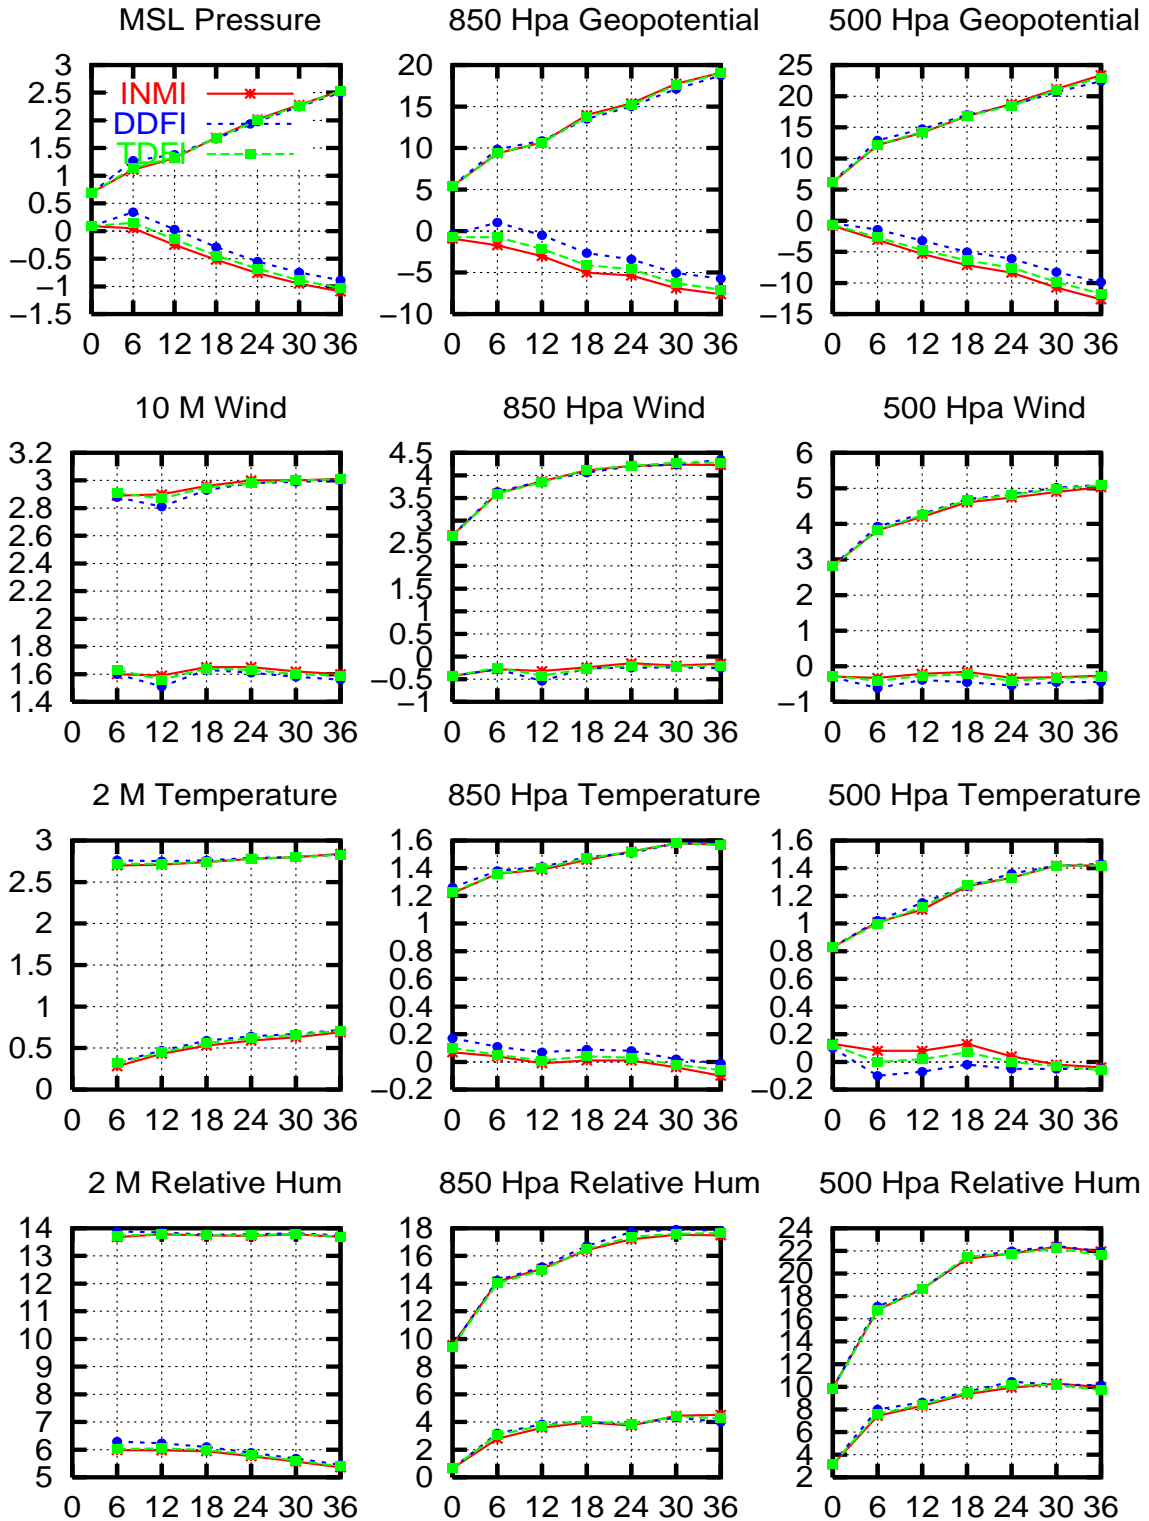 MSL Pressure 850 Hpa Geopotential 500 Hpa Geopotential
3 20 25
2.5 20
2 15 15
1.5 10 10
1 5 5
0.5 0
0 0 −5
−0.5 −5 −10
−1 −10 −15
−1.5
INMI
DDFI
TDFI
0 6 12 18 24 30 36 0 6 12 18 24 30 36 0 6 12 18 24 30 36
10 M Wind 850 Hpa Wind 500 Hpa Wind
3.2 4.5 6
3 3.5 5
2.8 3 4
2.6 2.5 3
2.4 2 2
2.2 1.5 1
2 1 0
1.8 0.5 −1
1.6 0
1.4 −0.5
−1
0 6 12 18 24 30 36 0 6 12 18 24 30 36 0 6 12 18 24 30 36
2 M Temperature 850 Hpa Temperature 500 Hpa Temperature
3 1.6 1.6
2.5 1.4 1.4
2 1.2 1.2
1.5 1 1
1 0.8 0.8
0.5 0.6 0.6
0 0.4 0.4
0.2 0.2
0 0
−0.2 −0.2
0 6 12 18 24 30 36 0 6 12 18 24 30 36 0 6 12 18 24 30 36
2 M Relative Hum 850 Hpa Relative Hum 500 Hpa Relative Hum
14 18 24
13 16 22
12 14 20
11 12 18
10 10 16
9 8 14
8 6 12
7 4 10
6 2 8
5 0 6
4
2
0 6 12 18 24 30 36 0 6 12 18 24 30 36 0 6 12 18 24 30 36